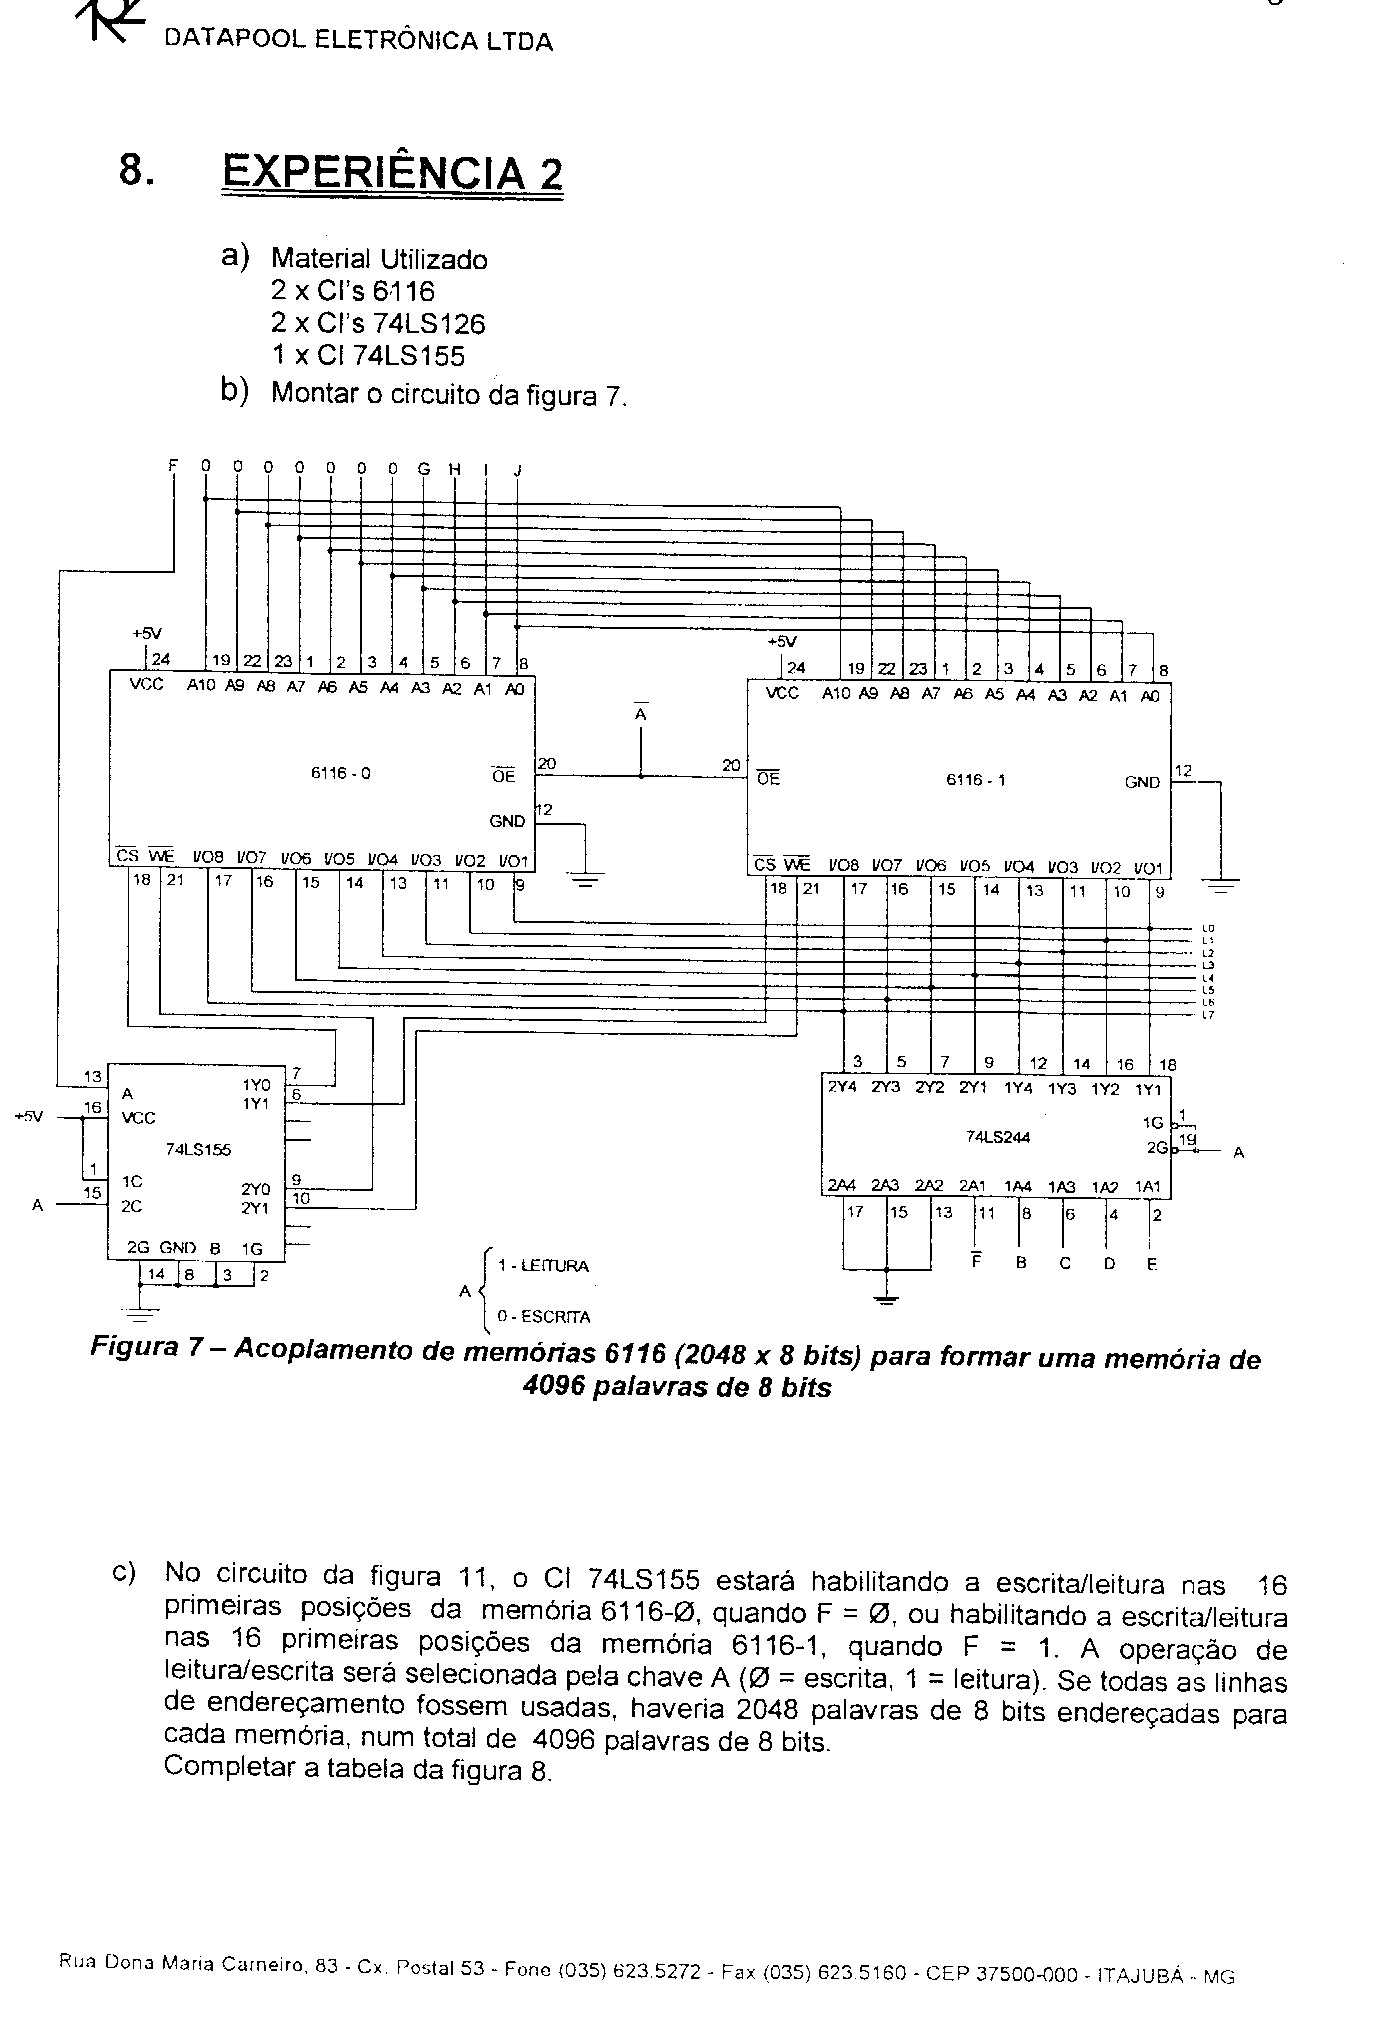 DATAPOOL ELETRÔNICA LTDA
8. EXPERIÊNCIA 2
a) Material Utilizado
2 x CI's 6116
2 x CI's 74LS126
1 x CI 74LS155
b) Montar o circuito da figura 7.
F 0 0 0 0 0 0 0 G H I J
+5V
24 19 22 23 1 2 3 4 5 6 7 8
VCC A10 A9 A8 A7 A6 A5 A4 A3 A2 A1 A0
6116 - 0
OE 20
GND 12
CS WE I/O8 I/O7 I/O6 I/O5 I/O4 I/O3 I/O2 I/O1
18 21 17 16 15 14 13 11 10 9
A
+5V
24 19 22 23 1 2 3 4 5 6 7 8
VCC A10 A9 A8 A7 A6 A5 A4 A3 A2 A1 A0
20 OE
6116 - 1
GND 12
CS WE I/O8 I/O7 I/O6 I/O5 I/O4 I/O3 I/O2 I/O1
18 21 17 16 15 14 13 11 10 9
L0
L1
L2
L3
L4
L5
L6
L7
13 A 1Y0 7
1Y1 6
+5V 16 VCC
74LS155
1 1C
A 15 2C
2Y0 9
2Y1 10
2G GND B 1G
14 8 3 2
3 5 7 9 12 14 16 18
2Y4 2Y3 2Y2 2Y1 1Y4 1Y3 1Y2 1Y1
74LS244
1G 1
2G 19 A
2A4 2A3 2A2 2A1 1A4 1A3 1A2 1A1
17 15 13 11 8 6 4 2
F B C D E
A
1 - LEITURA
0 - ESCRITA
Figura 7 – Acoplamento de memórias 6116 (2048 x 8 bits) para formar uma memória de
4096 palavras de 8 bits
c) No circuito da figura 11, o CI 74LS155 estará habilitando a escrita/leitura nas 16
primeiras posições da memória 6116-Ø, quando F = Ø, ou habilitando a escrita/leitura
nas 16 primeiras posições da memória 6116-1, quando F = 1. A operação de
leitura/escrita será selecionada pela chave A (Ø = escrita, 1 = leitura). Se todas as linhas
de endereçamento fossem usadas, haveria 2048 palavras de 8 bits endereçadas para
cada memória, num total de 4096 palavras de 8 bits.
Completar a tabela da figura 8.
Rua Dona Maria Carneiro, 83 - Cx. Postal 53 - Fone (035) 623.5272 - Fax (035) 623.5160 - CEP 37500-000 - ITAJUBÁ - MG